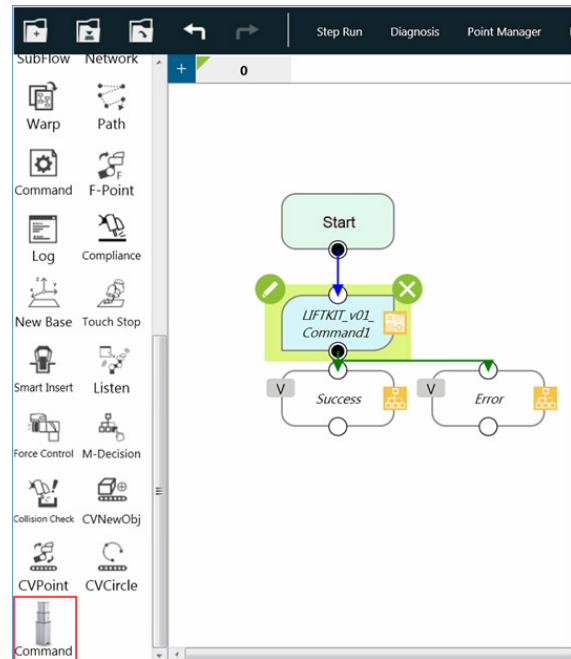 Step Run Diagnosis Point Manager
SubFlow Network
+ 0
Warp Path
Command F-Point
Log Compliance
New Base Touch Stop
Smart Insert Listen
Force Control M-Decision
Collision Check CVNewObj
CVPoint CVCircle
Command
Start
LIFTKIT_v01_
Command1
V Success
V Error